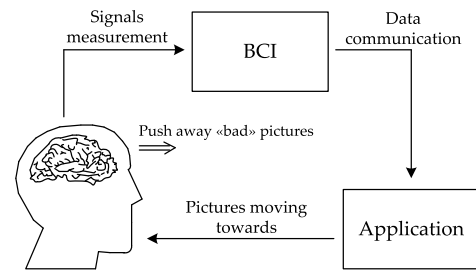 Signals
measurement
BCI
Data
communication
Push away «bad» pictures
Pictures moving
towards
Application